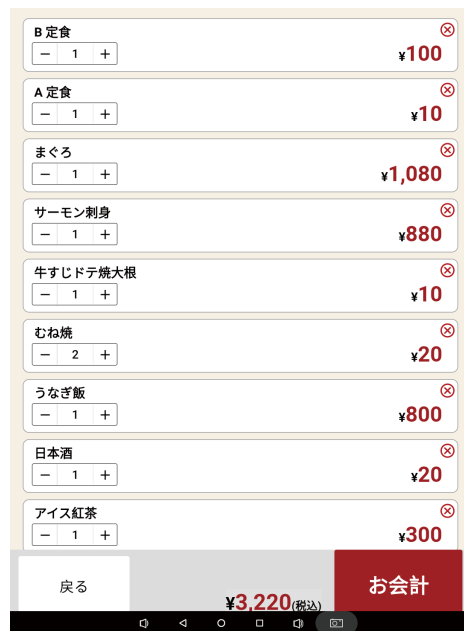 B 定食
− 1 +
¥100
A 定食
− 1 +
¥10
まぐろ
− 1 +
¥1,080
サーモン刺身
− 1 +
¥880
牛すじドテ焼大根
− 1 +
¥10
むね焼
− 2 +
¥20
うなぎ飯
− 1 +
¥800
日本酒
− 1 +
¥20
アイス紅茶
− 1 +
¥300
戻る
¥3,220(税込)
お会計